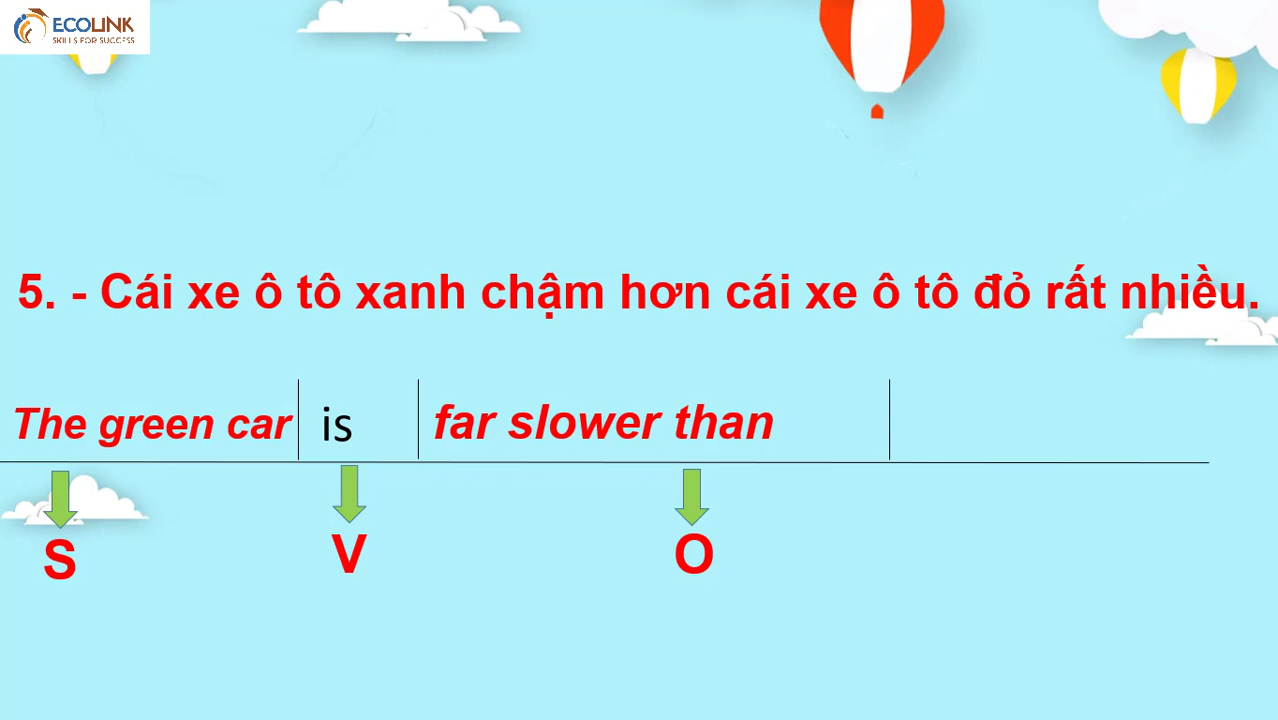 ECOLINK
SKILLS FOR SUCCESS
5. - Cái xe ô tô xanh chậm hơn cái xe ô tô đỏ rất nhiều.
The green car is far slower than
S V O